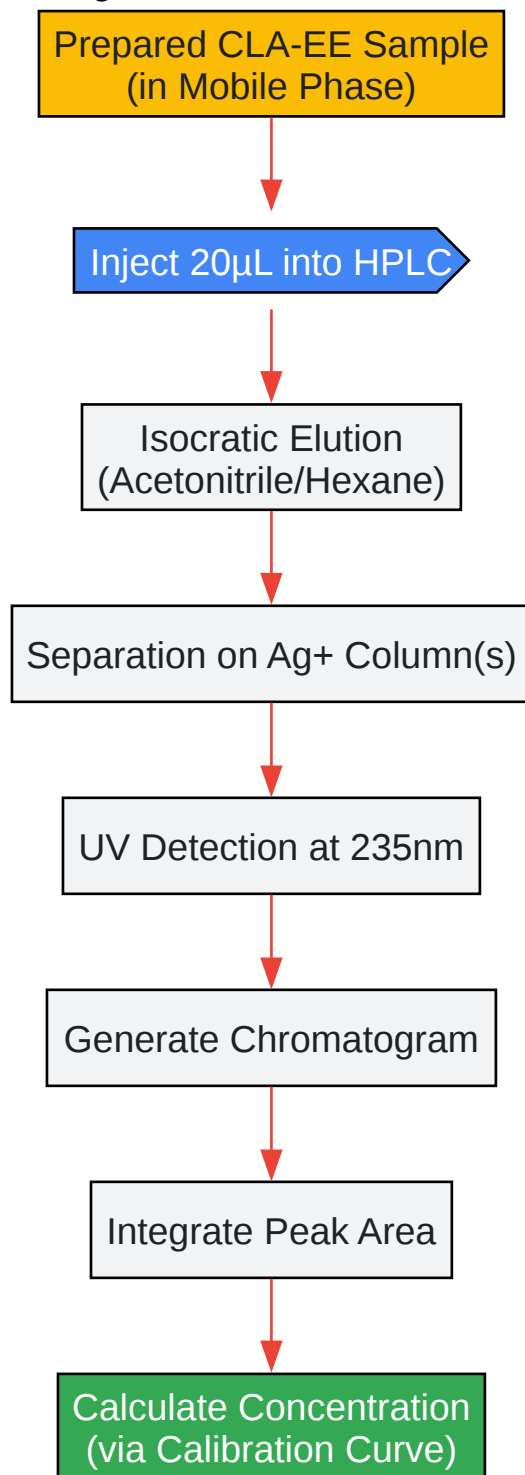 Prepared CLA-EE Sample
(in Mobile Phase)
Inject 20µL into HPLC
Isocratic Elution
(Acetonitrile/Hexane)
Separation on Ag+ Column(s)
UV Detection at 235nm
Generate Chromatogram
Integrate Peak Area
Calculate Concentration
(via Calibration Curve)